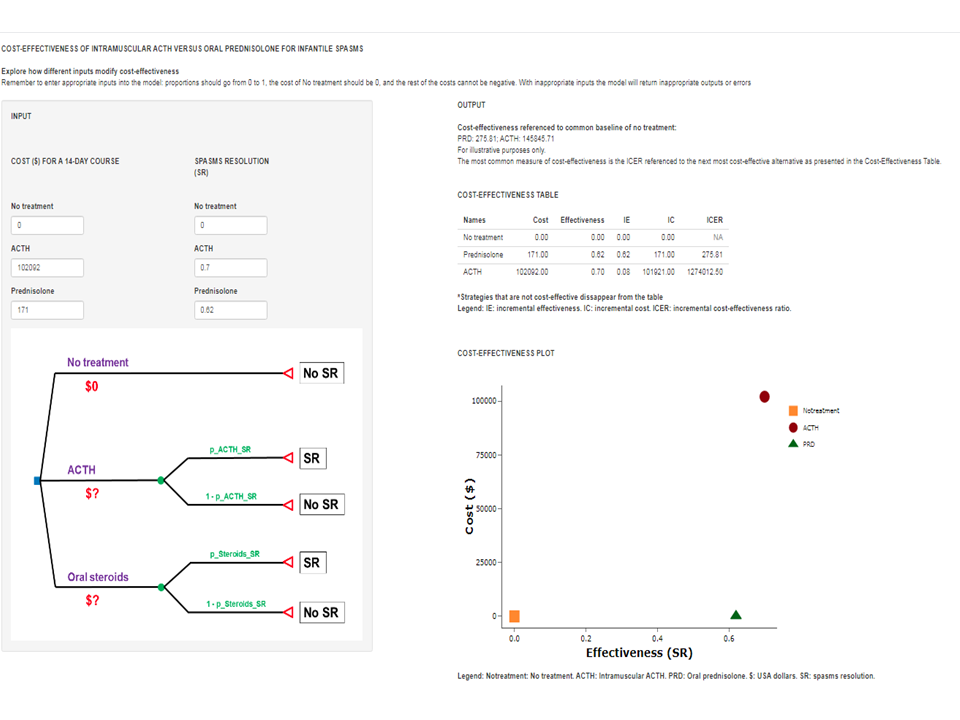 COST-EFFECTIVENESS OF INTRAMUSCULAR ACTH VERSUS ORAL PREDNISOLONE FOR INFANTILE SPASMS
Explore how different inputs modify cost-effectiveness
Remember to enter appropriate inputs into the model: proportions should go from 0 to 1, the cost of No treatment should be 0, and the rest of the costs cannot be negative. With inappropriate inputs the model will return inappropriate outputs or errors
INPUT
COST ($) FOR A 14-DAY COURSE
SPASMS RESOLUTION
(SR)
No treatment
No treatment
0
0
ACTH
ACTH
102092
0.7
Prednisolone
Prednisolone
171
0.62
No treatment
$0
No SR
ACTH
$?
p_ACTH_SR
SR
1 - p_ACTH_SR
No SR
Oral steroids
$?
p_Steroids_SR
SR
1 - p_Steroids_SR
No SR
OUTPUT
Cost-effectiveness referenced to common baseline of no treatment:
PRD: 275.81; ACTH: 145845.71
For illustrative purposes only.
The most common measure of cost-effectiveness is the ICER referenced to the next most cost-effective alternative as presented in the Cost-Effectiveness Table.
COST-EFFECTIVENESS TABLE
Names Cost Effectiveness IE IC ICER
No treatment 0.00 0.00 0.00 0.00 NA
Prednisolone 171.00 0.62 0.62 171.00 275.81
ACTH 102092.00 0.70 0.08 101921.00 1274012.50
*Strategies that are not cost-effective dissappear from the table
Legend: IE: incremental effectiveness. IC: incremental cost. ICER: incremental cost-effectiveness ratio.
COST-EFFECTIVENESS PLOT
100000
75000
50000
25000
0
Cost ($)
0.0 0.2 0.4 0.6
Effectiveness (SR)
Notreatment
ACTH
PRD
Legend: Notreatment: No treatment. ACTH: Intramuscular ACTH. PRD: Oral prednisolone. $: USA dollars. SR: spasms resolution.